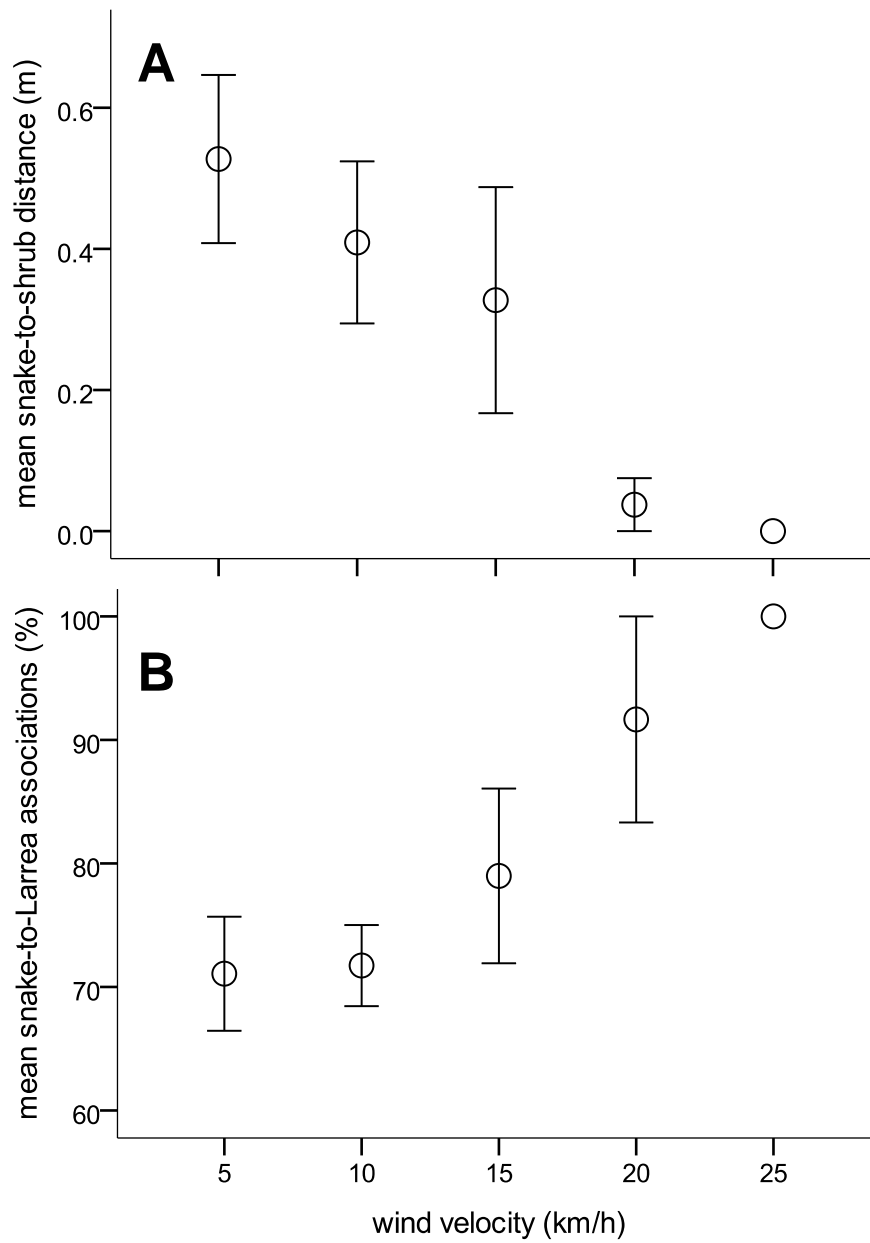 A
mean snake-to-shrub distance (m)
0.6
0.4
0.2
0.0
B
mean snake-to-Larrea associations (%)
100
90
80
70
60
5 10 15 20 25
wind velocity (km/h)